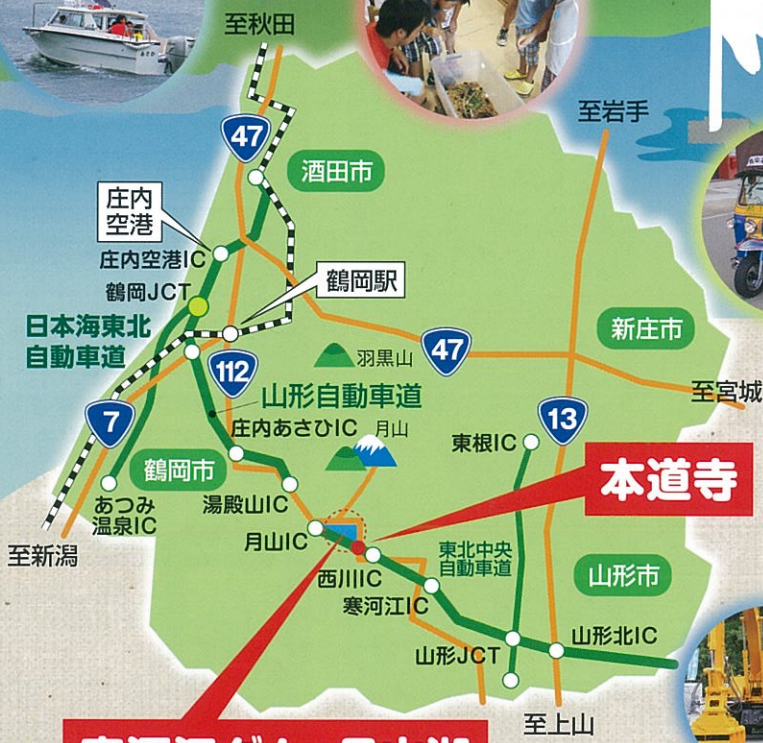 至秋田
至岩手
47
酒田市
庄内
空港
庄内空港IC
鶴岡JCT
鶴岡駅
日本海東北
自動車道
新庄市
羽黒山
47
112
至宮城
山形自動車道
7
庄内あさひIC
月山
13
東根IC
鶴岡市
本道寺
あつみ
温泉IC
湯殿山IC
月山IC
至新潟
東北中央
自動車道
西川IC
山形市
寒河江IC
山形北IC
山形JCT
至上山